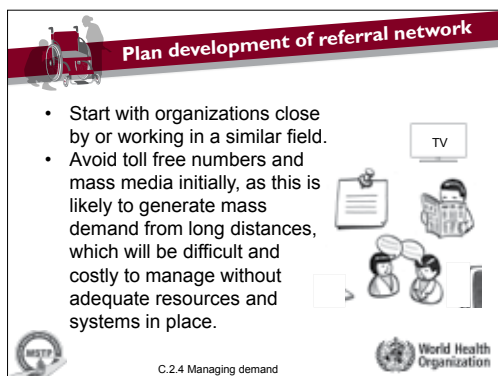 Plan development of referral network
• Start with organizations close
by or working in a similar field.
• Avoid toll free numbers and
mass media initially, as this is
likely to generate mass
demand from long distances,
which will be difficult and
costly to manage without
adequate resources and
systems in place.
TV
MSTP
C.2.4 Managing demand
World Health
Organization